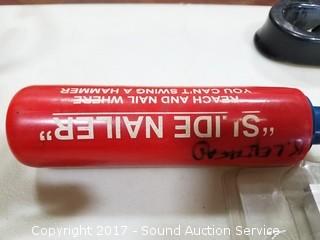 "SLIDE NAILER"
REACH AND NAIL WHERE
YOU CAN'T SWING A HAMMER
Copyright 2017 - Sound Auction Service